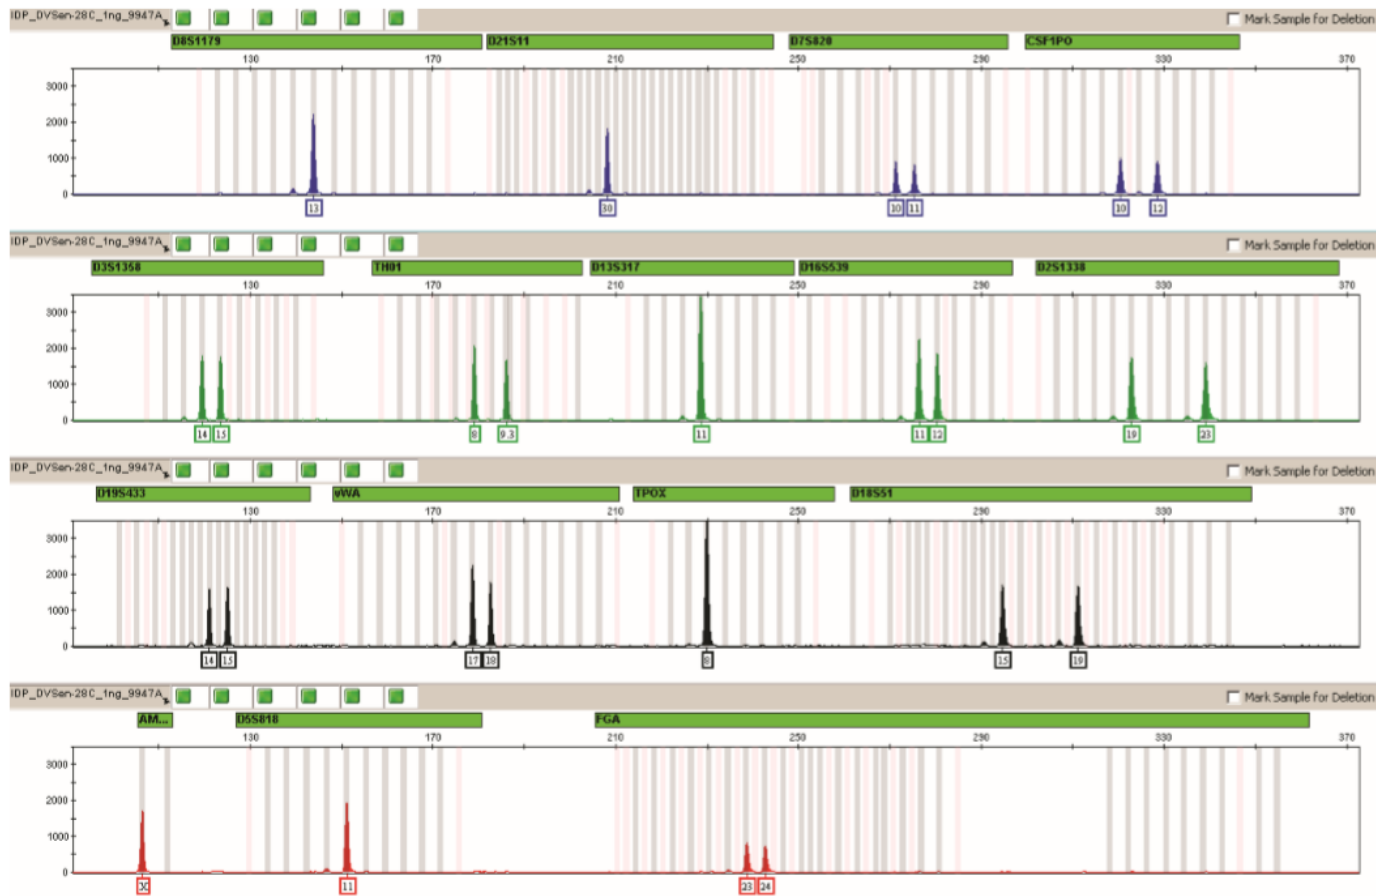 IDP_DVSen-28C_1ng_9947A Mark Sample for Deletion
D8S1179 D21S11 D7S820 CSF1PO
130 170 210 250 290 330 370
3000
2000
1000
0
13 30 10 11 10 12
IDP_DVSen-28C_1ng_9947A Mark Sample for Deletion
D3S1358 TH01 D13S317 D16S539 D2S1338
130 170 210 250 290 330 370
3000
2000
1000
0
14 15 8 9.3 11 11 12 19 23
IDP_DVSen-28C_1ng_9947A Mark Sample for Deletion
D19S433 vWA TPOX D18S51
130 170 210 250 290 330 370
3000
2000
1000
0
14 15 17 18 8 15 19
IDP_DVSen-28C_1ng_9947A Mark Sample for Deletion
AM... D5S818 FGA
130 170 210 250 290 330 370
3000
2000
1000
0
X 11 23 24